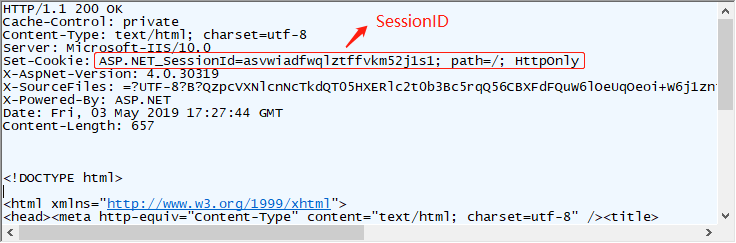 HTTP/1.1 200 OK
SessionID
Cache-Control: private
Content-Type: text/html; charset=utf-8
Server: Microsoft-IIS/10.0
Set-Cookie: ASP.NET_SessionId=asvwiadfwqlztffvkm52j1s1; path=/; HttpOnly
X-AspNet-Version: 4.0.30319
X-SourceFiles: =?UTF-8?B?QzpcVXNlcnNcTkdQT05HXERlc2t0b3Bc5rqQ56CBXFdFQuW6lOeUqOeoi+W6j1zn
X-Powered-By: ASP.NET
Date: Fri, 03 May 2019 17:27:44 GMT
Content-Length: 657
<!DOCTYPE html>
<html xmlns="http://www.w3.org/1999/xhtml">
<head><meta http-equiv="Content-Type" content="text/html; charset=utf-8" /><title>